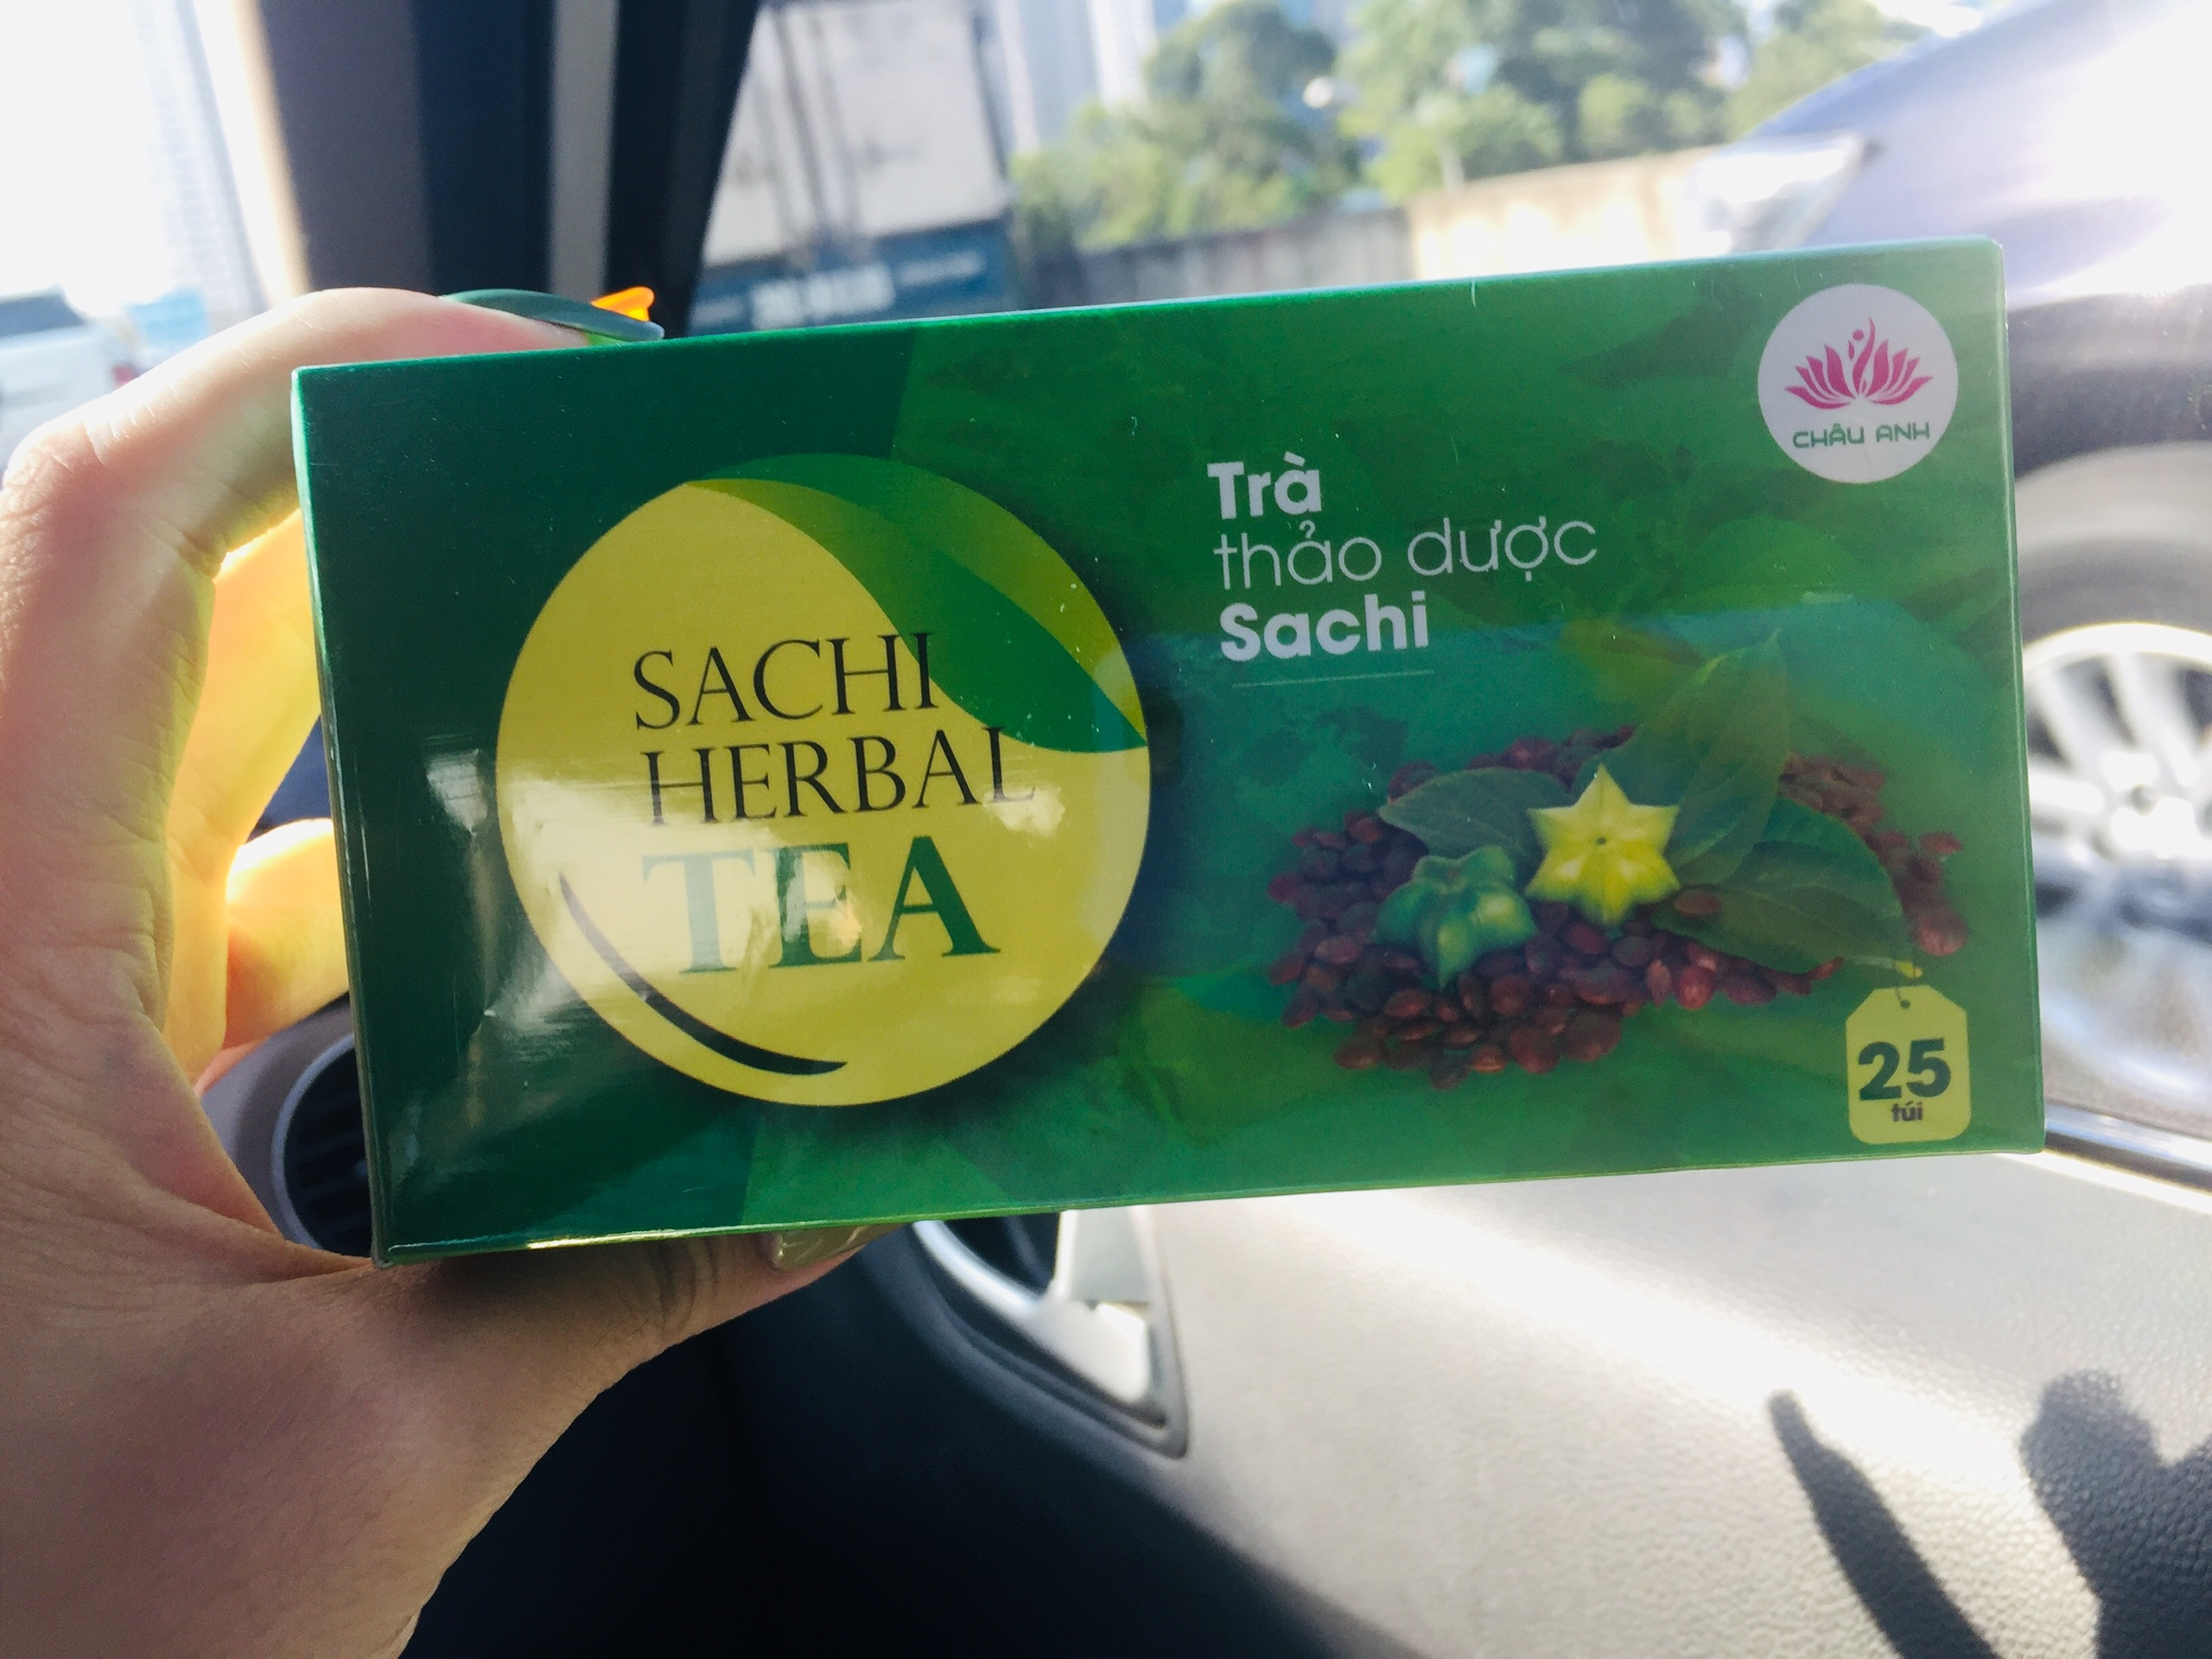 SACHI
HERBAL
TEA
Trà
thảo dược
Sachi
CHÂU ANH
25
túi